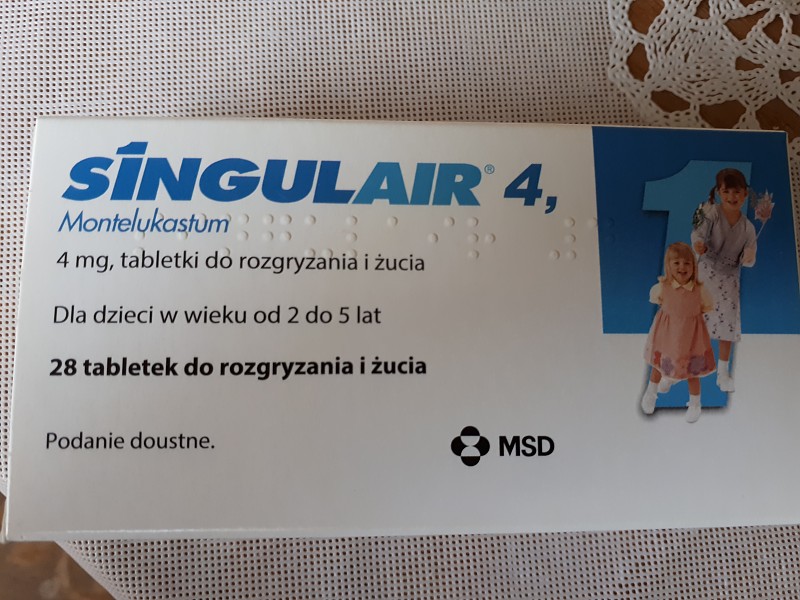 SINGULAIR® 4,
Montelukastum
4 mg, tabletki do rozgryzania i żucia
Dla dzieci w wieku od 2 do 5 lat
28 tabletek do rozgryzania i żucia
Podanie doustne.
MSD
1